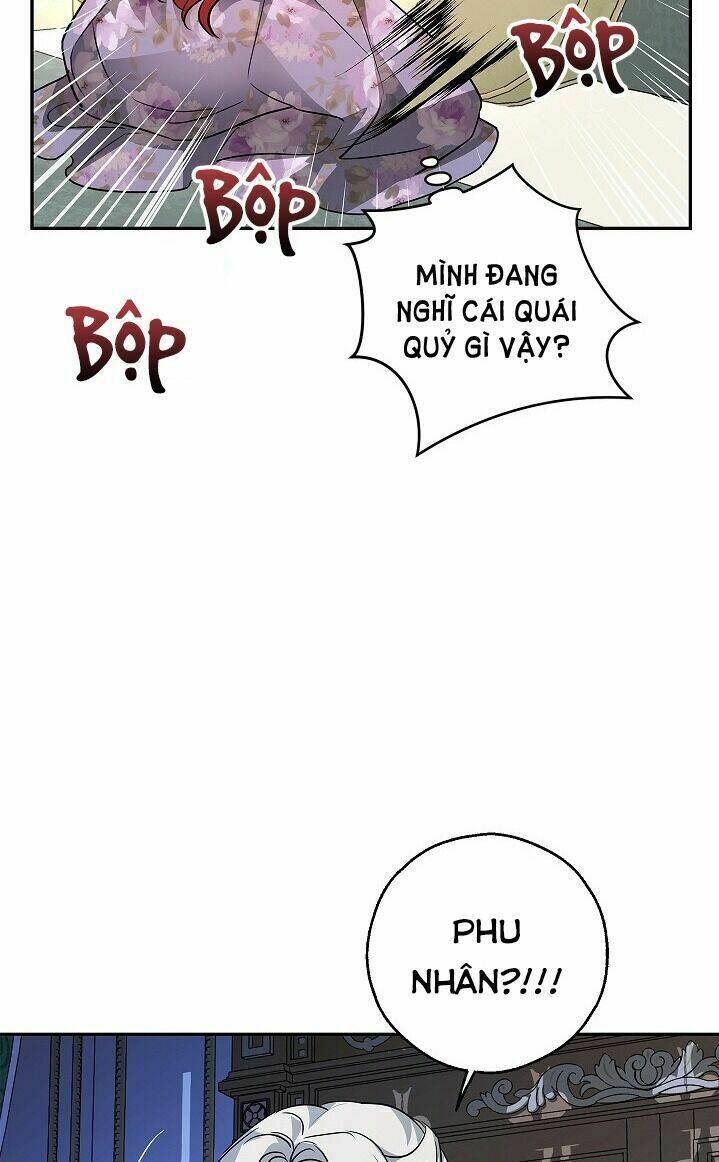 BỘP
BỘP
BỘP
MÌNH ĐANG
NGHĨ CÁI QUÁI
QUỶ GÌ VẬY?
PHU
NHÂN?!!!